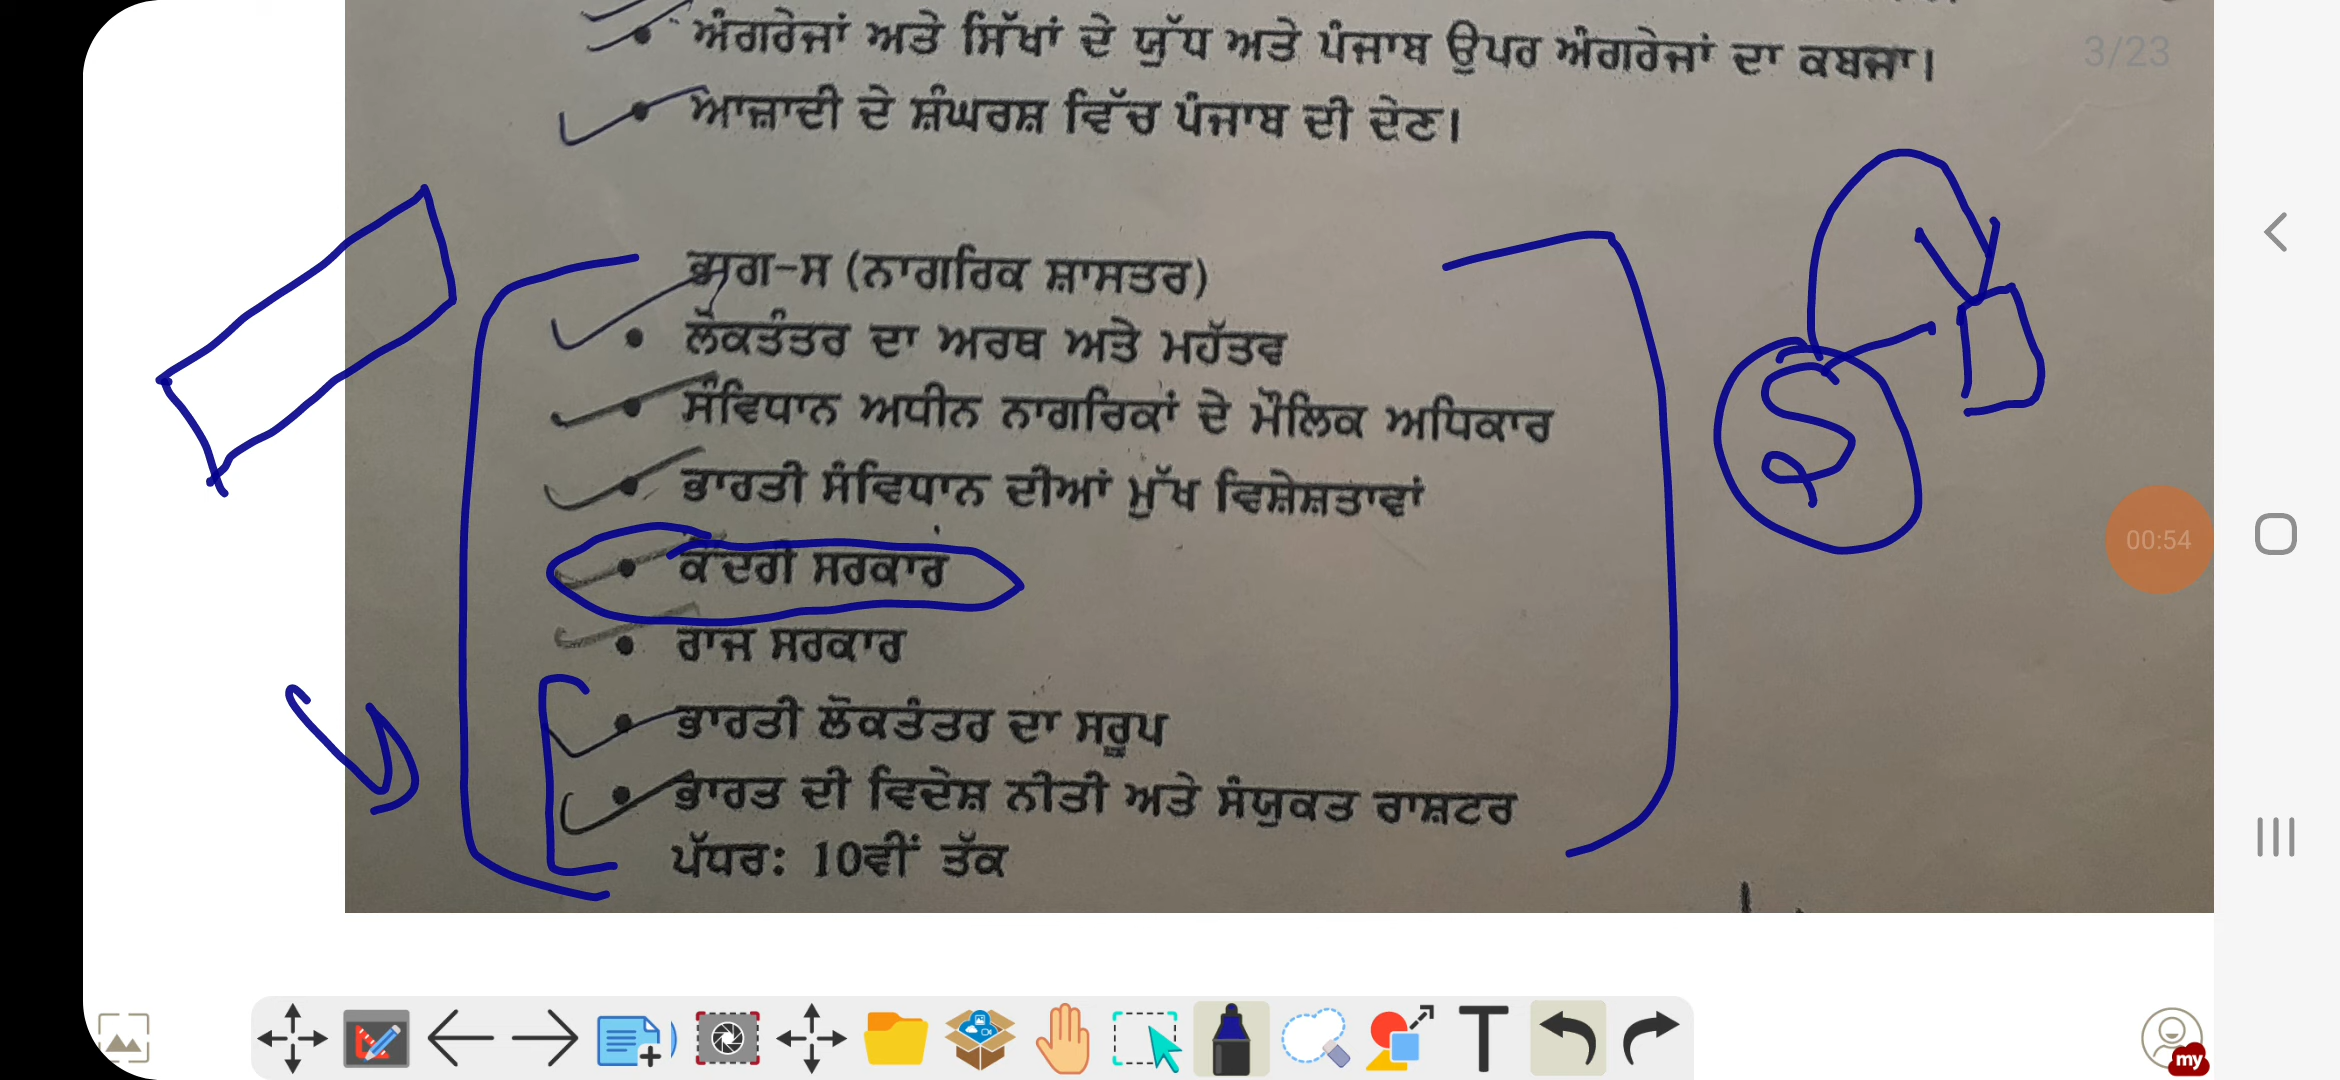 ਅੰਗਰੇਜਾਂ ਅਤੇ ਸਿੱਖਾਂ ਦੇ ਯੁੱਧ ਅਤੇ ਪੰਜਾਬ ਉਪਰ ਅੰਗਰੇਜਾਂ ਦਾ ਕਬਜਾ।
3/23
ਆਜ਼ਾਦੀ ਦੇ ਸ਼ੰਘਰਸ਼ ਵਿੱਚ ਪੰਜਾਬ ਦੀ ਦੇਣ।
ਭਾਗ-ਸ (ਨਾਗਰਿਕ ਸ਼ਾਸਤਰ)
• ਲੋਕਤੰਤਰ ਦਾ ਅਰਥ ਅਤੇ ਮਹੱਤਵ
• ਸੰਵਿਧਾਨ ਅਧੀਨ ਨਾਗਰਿਕਾਂ ਦੇ ਮੌਲਿਕ ਅਧਿਕਾਰ
• ਭਾਰਤੀ ਸੰਵਿਧਾਨ ਦੀਆਂ ਮੁੱਖ ਵਿਸ਼ੇਸ਼ਤਾਵਾਂ
• ਕੇਂਦਰੀ ਸਰਕਾਰ
00:54
• ਰਾਜ ਸਰਕਾਰ
• ਭਾਰਤੀ ਲੋਕਤੰਤਰ ਦਾ ਸਰੂਪ
• ਭਾਰਤ ਦੀ ਵਿਦੇਸ਼ ਨੀਤੀ ਅਤੇ ਸੰਯੁਕਤ ਰਾਸ਼ਟਰ
ਪੱਧਰ: 10ਵੀਂ ਤੱਕ
T
my